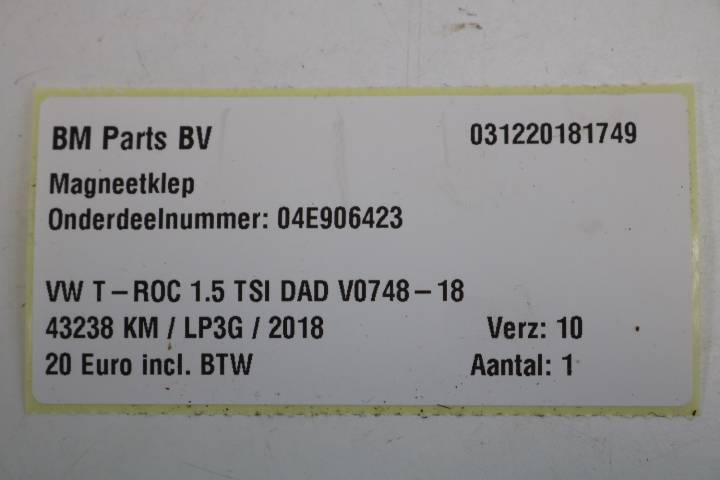 BM Parts BV 031220181749
Magneetklep
Onderdeelnummer: 04E906423
VW T-ROC 1.5 TSI DAD V0748-18
43238 KM / LP3G / 2018 Verz: 10
20 Euro incl. BTW Aantal: 1